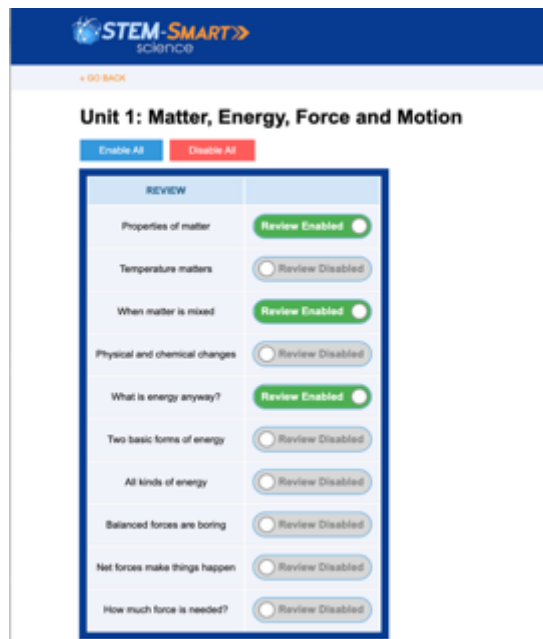 STEM-SMART
science
« GO BACK
Unit 1: Matter, Energy, Force and Motion
Enable All Disable All
REVIEW
Properties of matter Review Enabled
Temperature matters Review Disabled
When matter is mixed Review Enabled
Physical and chemical changes Review Disabled
What is energy anyway? Review Enabled
Two basic forms of energy Review Disabled
All kinds of energy Review Disabled
Balanced forces are boring Review Disabled
Net forces make things happen Review Disabled
How much force is needed? Review Disabled